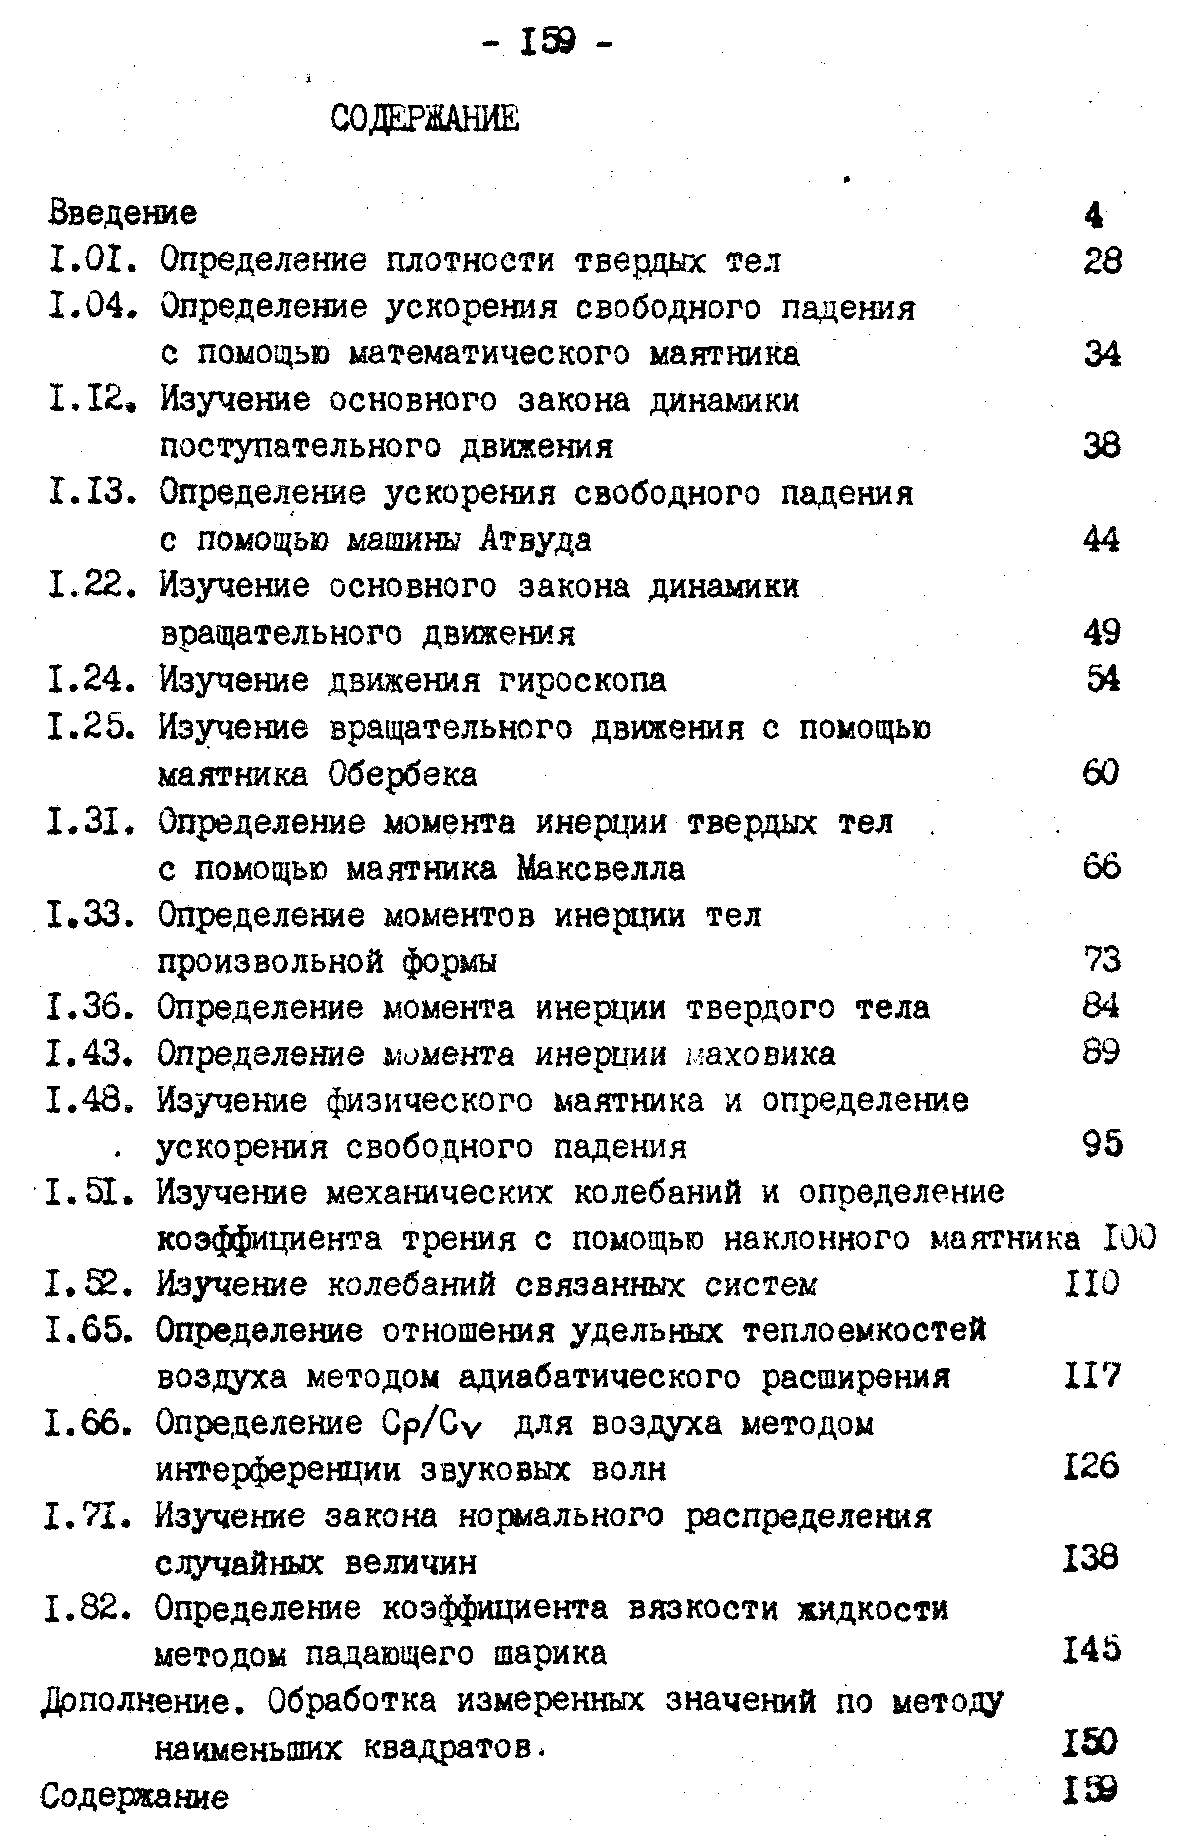 - I59 -
СОДЕРЖАНИЕ
Введение 4
I.0I. Определение плотности твердых тел 28
I.04. Определение ускорения свободного падения
с помощью математического маятника 34
I.I2. Изучение основного закона динамики
поступательного движения 38
I.I3. Определение ускорения свободного падения
с помощью машины Атвуда 44
I.22. Изучение основного закона динамики
вращательного движения 49
I.24. Изучение движения гироскопа 54
I.25. Изучение вращательного движения с помощью
маятника Обербека 60
I.3I. Определение момента инерции твердых тел
с помощью маятника Максвелла 66
I.33. Определение моментов инерции тел
произвольной формы 73
I.36. Определение момента инерции твердого тела 84
I.43. Определение момента инерции маховика 89
I.48. Изучение физического маятника и определение
ускорения свободного падения 95
I.5I. Изучение механических колебаний и определение
коэффициента трения с помощью наклонного маятника I00
I.52. Изучение колебаний связанных систем II0
I.65. Определение отношения удельных теплоемкостей
воздуха методом адиабатического расширения II7
I.66. Определение Cp/Cv для воздуха методом
интерференции звуковых волн I26
I.7I. Изучение закона нормального распределения
случайных величин I38
I.82. Определение коэффициента вязкости жидкости
методом падающего шарика I45
Дополнение. Обработка измеренных значений по методу
наименьших квадратов. I50
Содержание I59